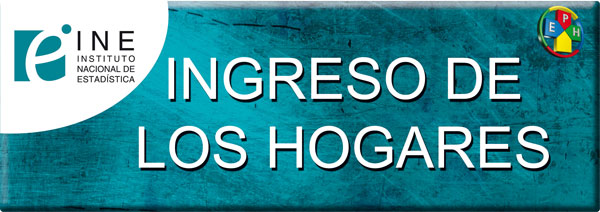 INE
INSTITUTO
NACIONAL DE
ESTADÍSTICA
E P H
INGRESO DE
LOS HOGARES